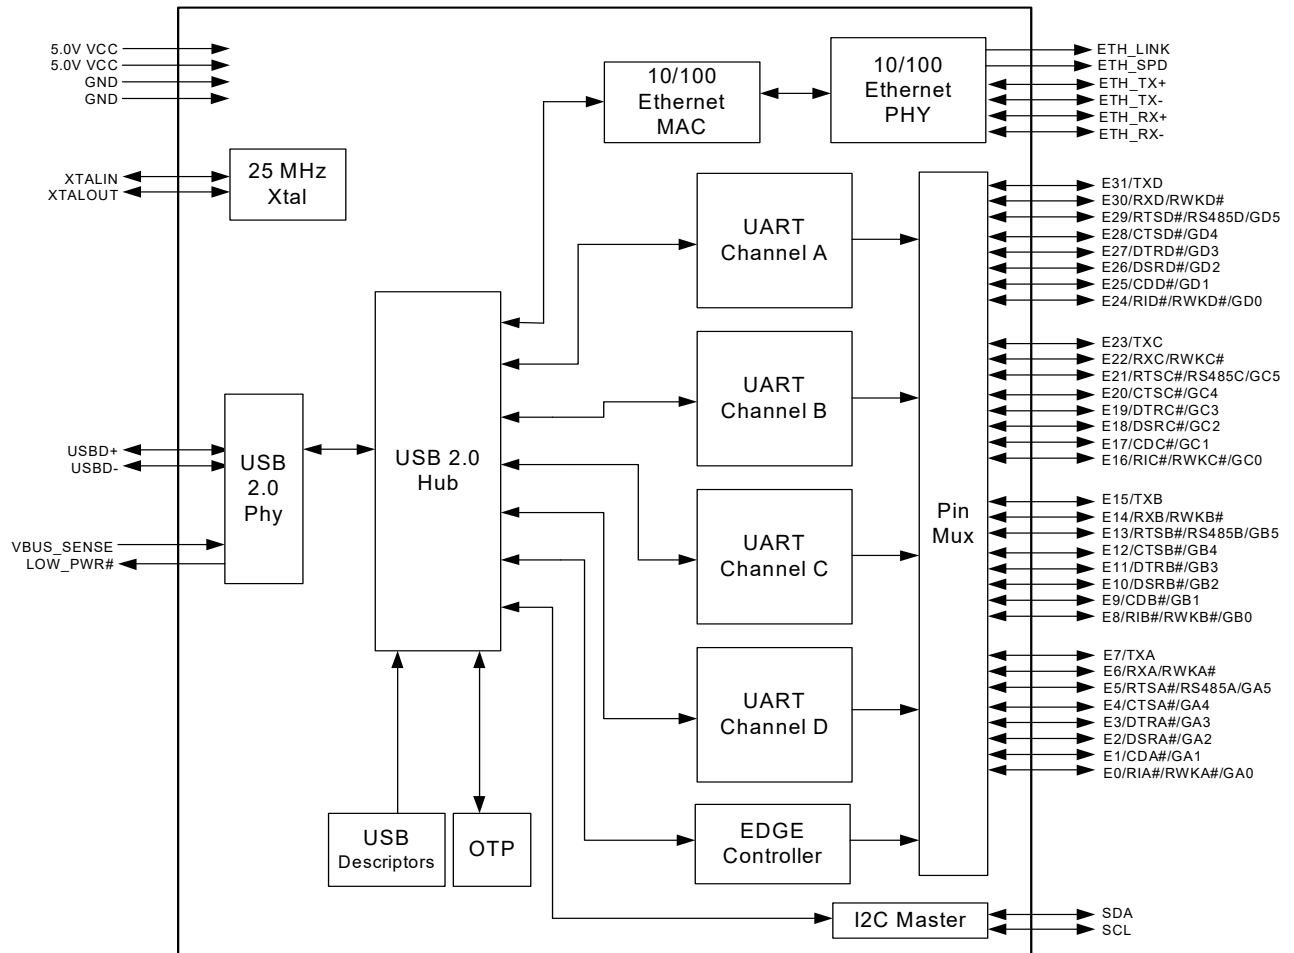 5.0V VCC
5.0V VCC
GND
GND
XTALIN
XTALOUT
25 MHz
Xtal
USBD+
USBD-
VBUS_SENSE
LOW_PWR#
USB
2.0
Phy
USB 2.0
Hub
USB
Descriptors
OTP
10/100
Ethernet
MAC
10/100
Ethernet
PHY
UART
Channel A
UART
Channel B
UART
Channel C
UART
Channel D
EDGE
Controller
I2C Master
Pin
Mux
ETH_LINK
ETH_SPD
ETH_TX+
ETH_TX-
ETH_RX+
ETH_RX-
E31/TXD
E30/RXD/RWKD#
E29/RTSD#/RS485D/GD5
E28/CTSD#/GD4
E27/DTRD#/GD3
E26/DSRD#/GD2
E25/CDD#/GD1
E24/RID#/RWKD#/GD0
E23/TXC
E22/RXC/RWKC#
E21/RTSC#/RS485C/GC5
E20/CTSC#/GC4
E19/DTRC#/GC3
E18/DSRC#/GC2
E17/CDC#/GC1
E16/RIC#/RWKC#/GC0
E15/TXB
E14/RXB/RWKB#
E13/RTSB#/RS485B/GB5
E12/CTSB#/GB4
E11/DTRB#/GB3
E10/DSRB#/GB2
E9/CDB#/GB1
E8/RIB#/RWKB#/GB0
E7/TXA
E6/RXA/RWKA#
E5/RTSA#/RS485A/GA5
E4/CTSA#/GA4
E3/DTRA#/GA3
E2/DSRA#/GA2
E1/CDA#/GA1
E0/RIA#/RWKA#/GA0
SDA
SCL